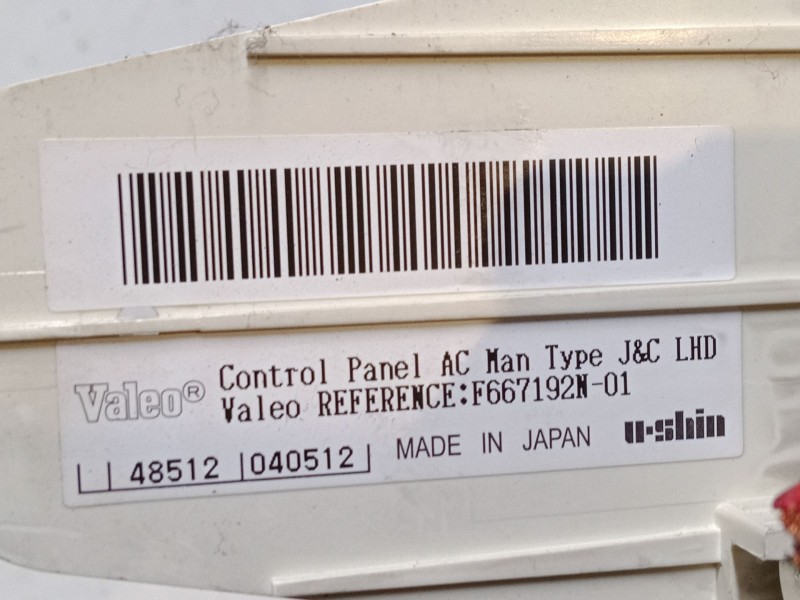 Valeo®
Control Panel AC Man Type J&C LHD
Valeo REFERENCE:F667192N-01
48512 040512
MADE IN JAPAN
u-shin